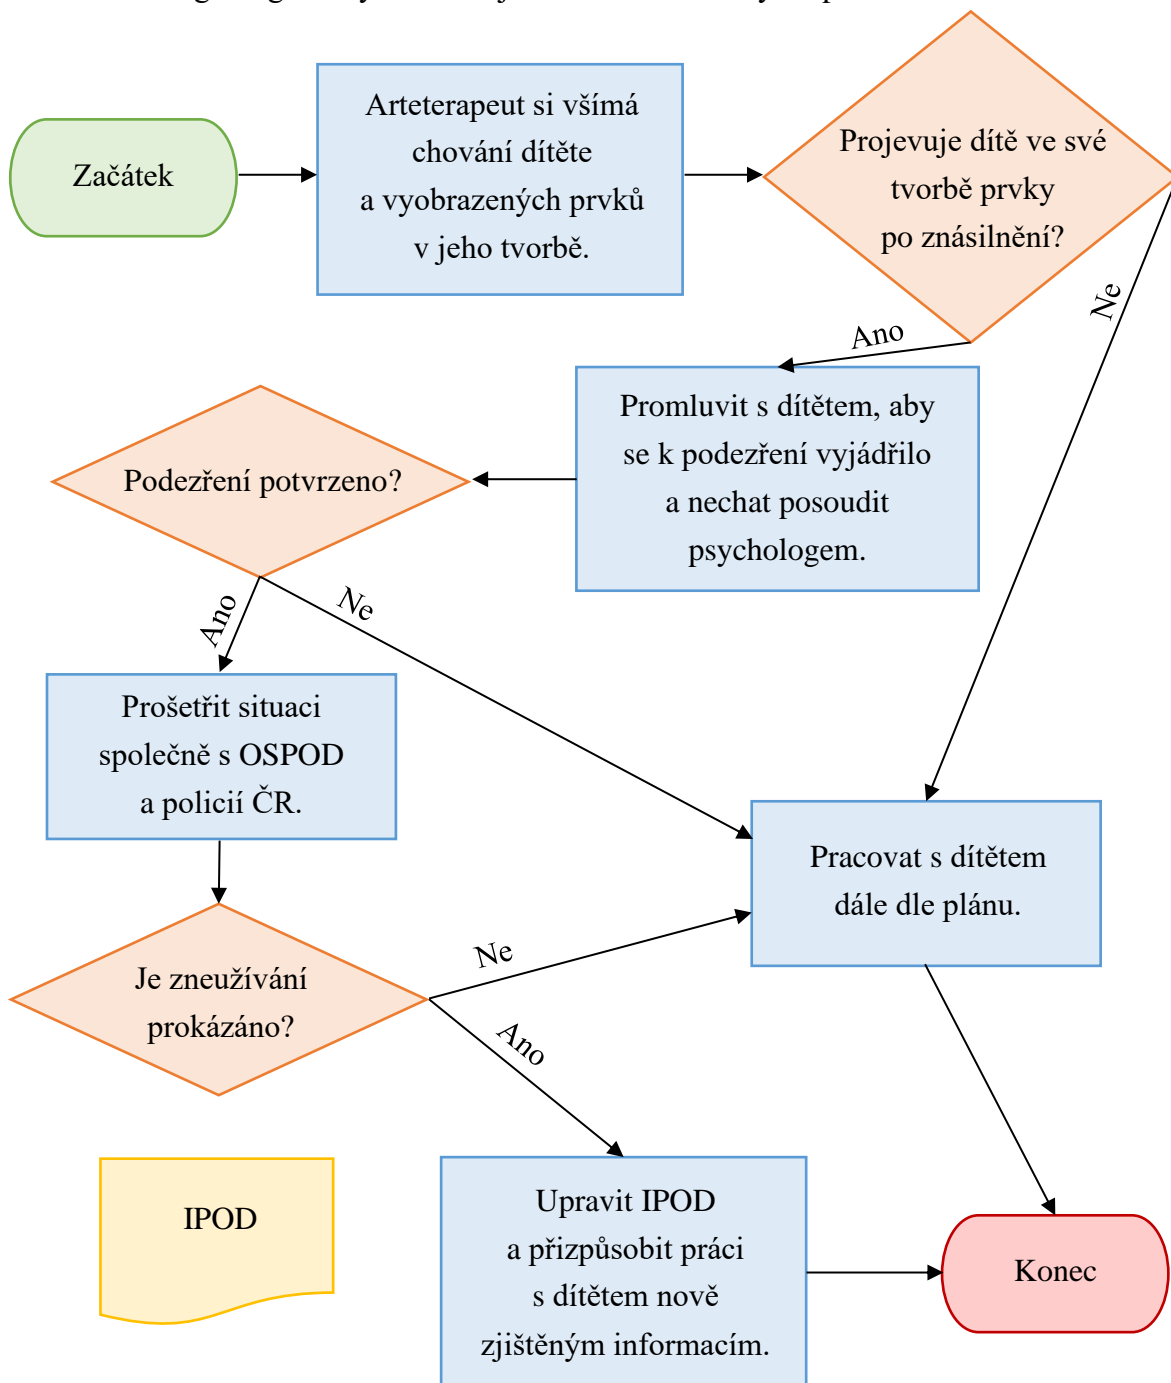 Začátek
Arteterapeut si všímá
chování dítěte
a vyobrazených prvků
v jeho tvorbě.
Projevuje dítě ve své
tvorbě prvky
po znásilnění?
Ne
Ano
Promluvit s dítětem, aby
se k podezření vyjádřilo
a nechat posoudit
psychologem.
Podezření potvrzeno?
Ano
Ne
Prošetřit situaci
společně s OSPOD
a policií ČR.
Pracovat s dítětem
dále dle plánu.
Je zneužívání
prokázáno?
Ne
Ano
IPOD
Upravit IPOD
a přizpůsobit práci
s dítětem nově
zjištěným informacím.
Konec